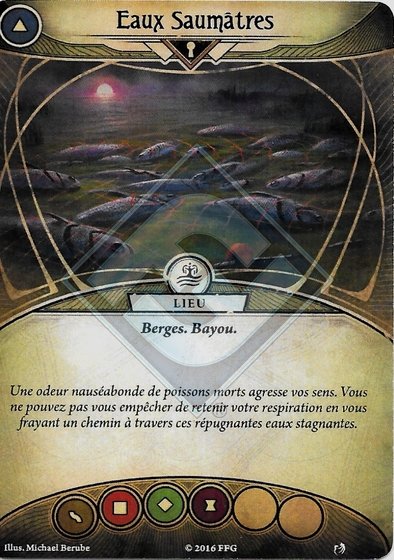 Eaux Saumâtres
LIEU
Berges. Bayou.
Une odeur nauséabonde de poissons morts agresse vos sens. Vous
ne pouvez pas vous empêcher de retenir votre respiration en vous
frayant un chemin à travers ces répugnantes eaux stagnantes.
Illus. Michael Berube
© 2016 FFG